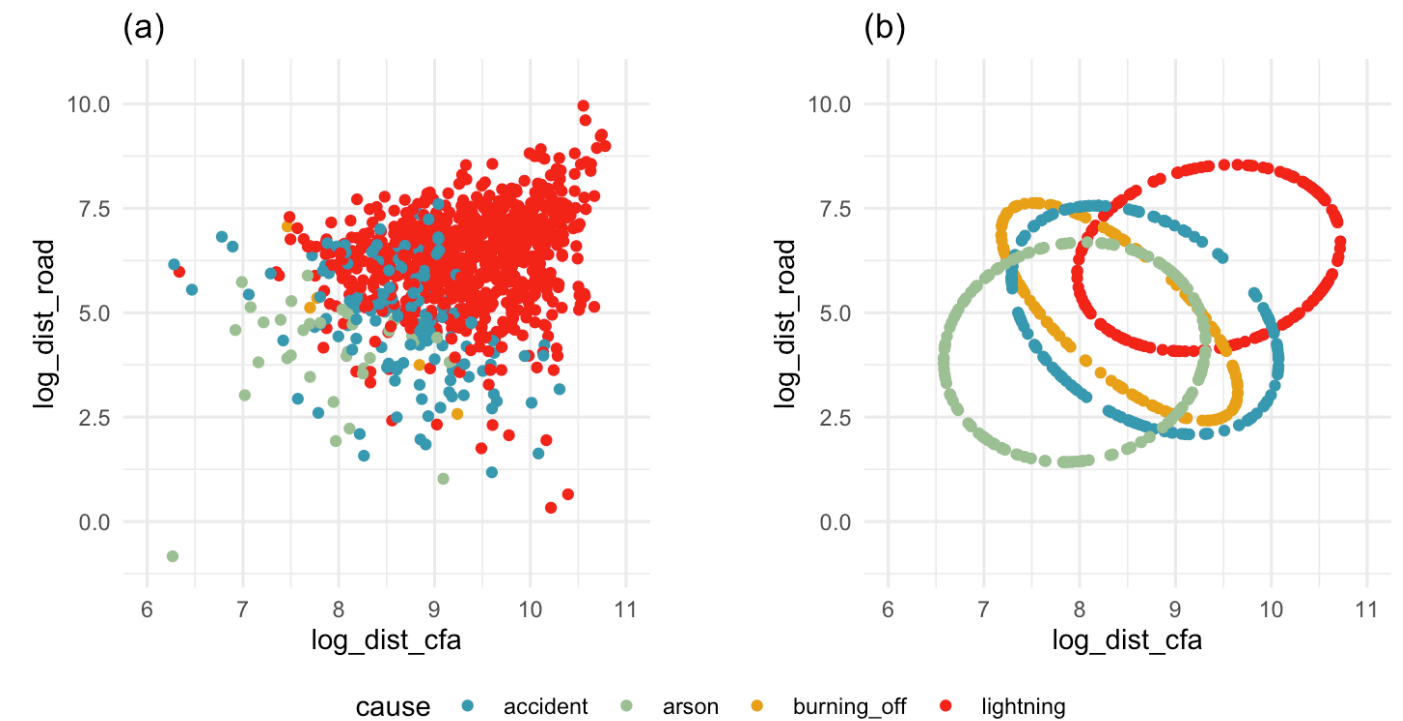 (a)
10.0
7.5
5.0
2.5
0.0
log_dist_road
6 7 8 9 10 11
log_dist_cfa
(b)
10.0
7.5
5.0
2.5
0.0
log_dist_road
6 7 8 9 10 11
log_dist_cfa
cause accident arson burning_off lightning